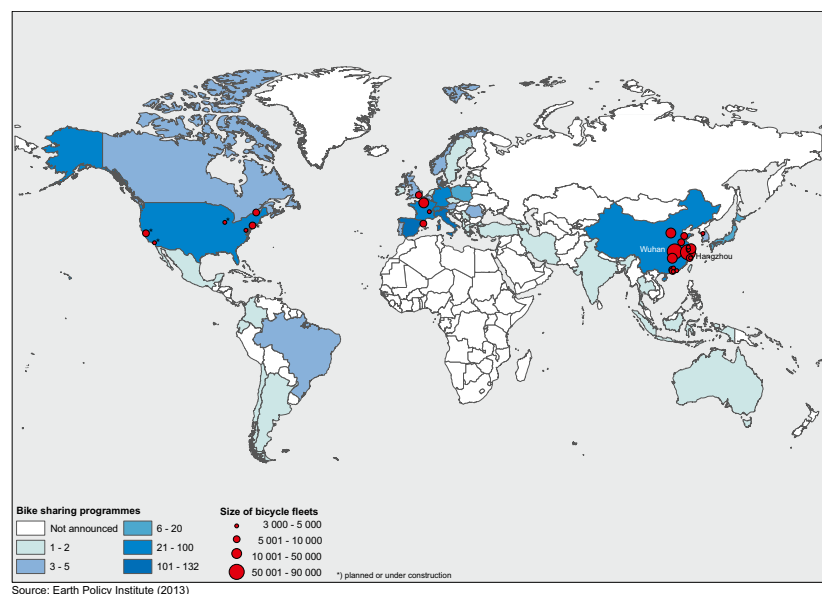 Wuhan
Hangzhou
Bike sharing programmes
Not announced
1 - 2
3 - 5
6 - 20
21 - 100
101 - 132
Size of bicycle fleets
3 000 - 5 000
5 001 - 10 000
10 001 - 50 000
50 001 - 90 000
*) planned or under construction
Source: Earth Policy Institute (2013)